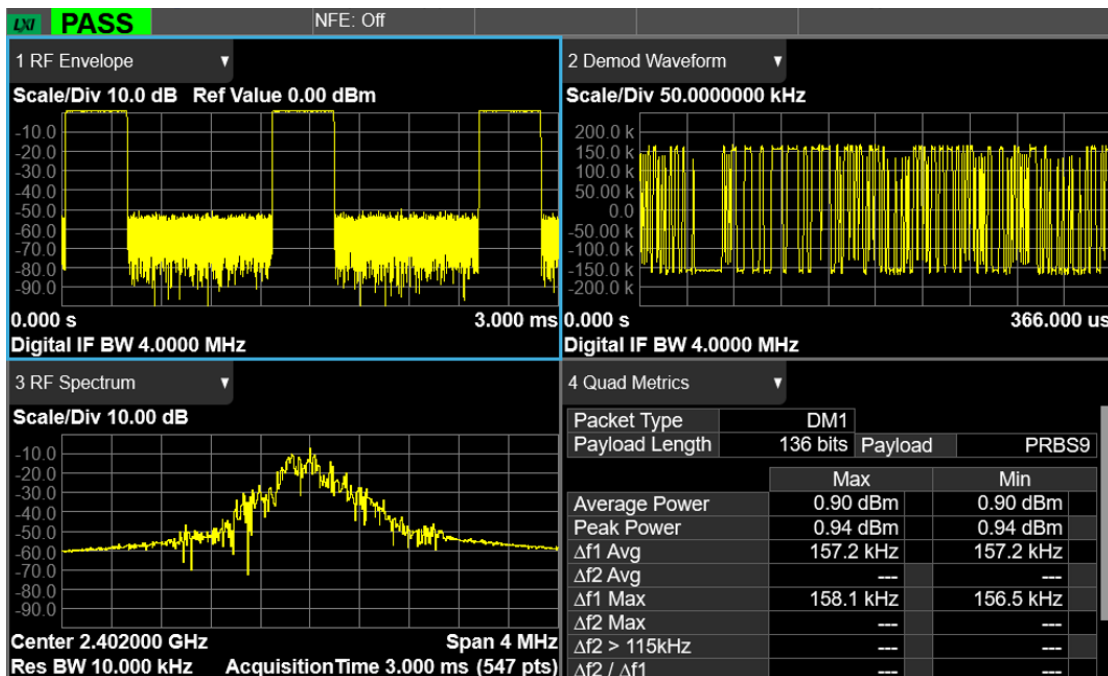 LXI PASS NFE: Off
1 RF Envelope
Scale/Div 10.0 dB Ref Value 0.00 dBm
-10.0
-20.0
-30.0
-40.0
-50.0
-60.0
-70.0
-80.0
-90.0
0.000 s 3.000 ms
Digital IF BW 4.0000 MHz
2 Demod Waveform
Scale/Div 50.0000000 kHz
200.0 k
150.0 k
100.0 k
50.00 k
0.0
-50.00 k
-100.0 k
-150.0 k
-200.0 k
0.000 s 366.000 us
Digital IF BW 4.0000 MHz
3 RF Spectrum
Scale/Div 10.00 dB
-10.0
-20.0
-30.0
-40.0
-50.0
-60.0
-70.0
-80.0
-90.0
Center 2.402000 GHz Span 4 MHz
Res BW 10.000 kHz AcquisitionTime 3.000 ms (547 pts)
4 Quad Metrics
Packet Type DM1
Payload Length 136 bits Payload PRBS9
Max Min
Average Power 0.90 dBm 0.90 dBm
Peak Power 0.94 dBm 0.94 dBm
Δf1 Avg 157.2 kHz 157.2 kHz
Δf2 Avg --- ---
Δf1 Max 158.1 kHz 156.5 kHz
Δf2 Max --- ---
Δf2 > 115kHz --- ---
Δf2 / Δf1 --- ---